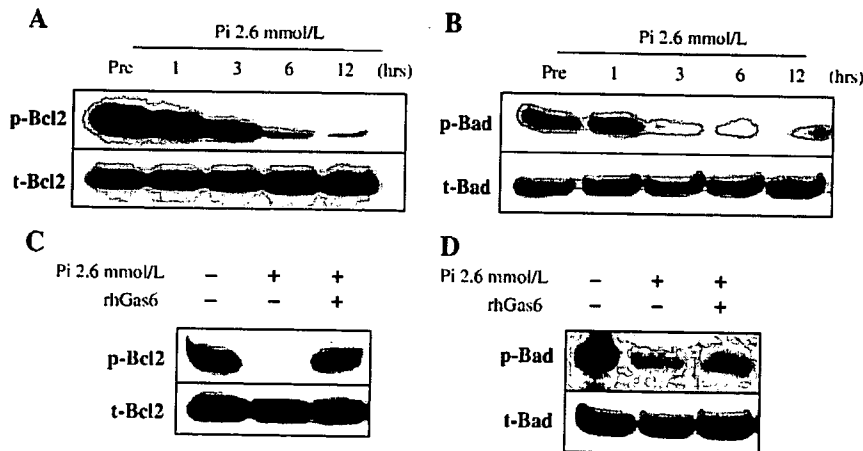 A
Pi 2.6 mmol/L
Pre 1 3 6 12 (hrs)
p-Bcl2
t-Bcl2
B
Pi 2.6 mmol/L
Pre 1 3 6 12 (hrs)
p-Bad
t-Bad
C
Pi 2.6 mmol/L − + +
rhGas6 − − +
p-Bcl2
t-Bcl2
D
Pi 2.6 mmol/L − + +
rhGas6 − − +
p-Bad
t-Bad